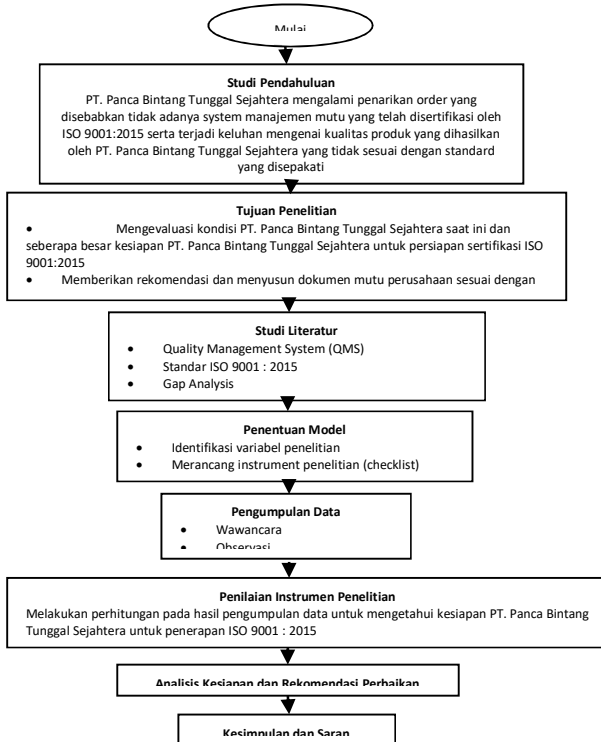 Mulai
Studi Pendahuluan
PT. Panca Bintang Tunggal Sejahtera mengalami penarikan order yang
disebabkan tidak adanya system manajemen mutu yang telah disertifikasi oleh
ISO 9001:2015 serta terjadi keluhan mengenai kualitas produk yang dihasilkan
oleh PT. Panca Bintang Tunggal Sejahtera yang tidak sesuai dengan standard
yang disepakati
Tujuan Penelitian
• Mengevaluasi kondisi PT. Panca Bintang Tunggal Sejahtera saat ini dan
seberapa besar kesiapan PT. Panca Bintang Tunggal Sejahtera untuk persiapan sertifikasi ISO
9001:2015
• Memberikan rekomendasi dan menyusun dokumen mutu perusahaan sesuai dengan
Studi Literatur
• Quality Management System (QMS)
• Standar ISO 9001 : 2015
• Gap Analysis
Penentuan Model
• Identifikasi variabel penelitian
• Merancang instrument penelitian (checklist)
Pengumpulan Data
• Wawancara
• Observasi
Penilaian Instrumen Penelitian
Melakukan perhitungan pada hasil pengumpulan data untuk mengetahui kesiapan PT. Panca Bintang
Tunggal Sejahtera untuk penerapan ISO 9001 : 2015
Analisis Kesiapan dan Rekomendasi Perbaikan
Kesimpulan dan Saran